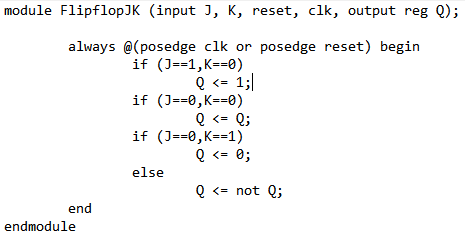 module FlipflopJK (input J, K, reset, clk, output reg Q);
always @(posedge clk or posedge reset) begin
if (J==1,K==0)
Q <= 1;
if (J==0,K==0)
Q <= Q;
if (J==0,K==1)
Q <= 0;
else
Q <= not Q;
end
endmodule